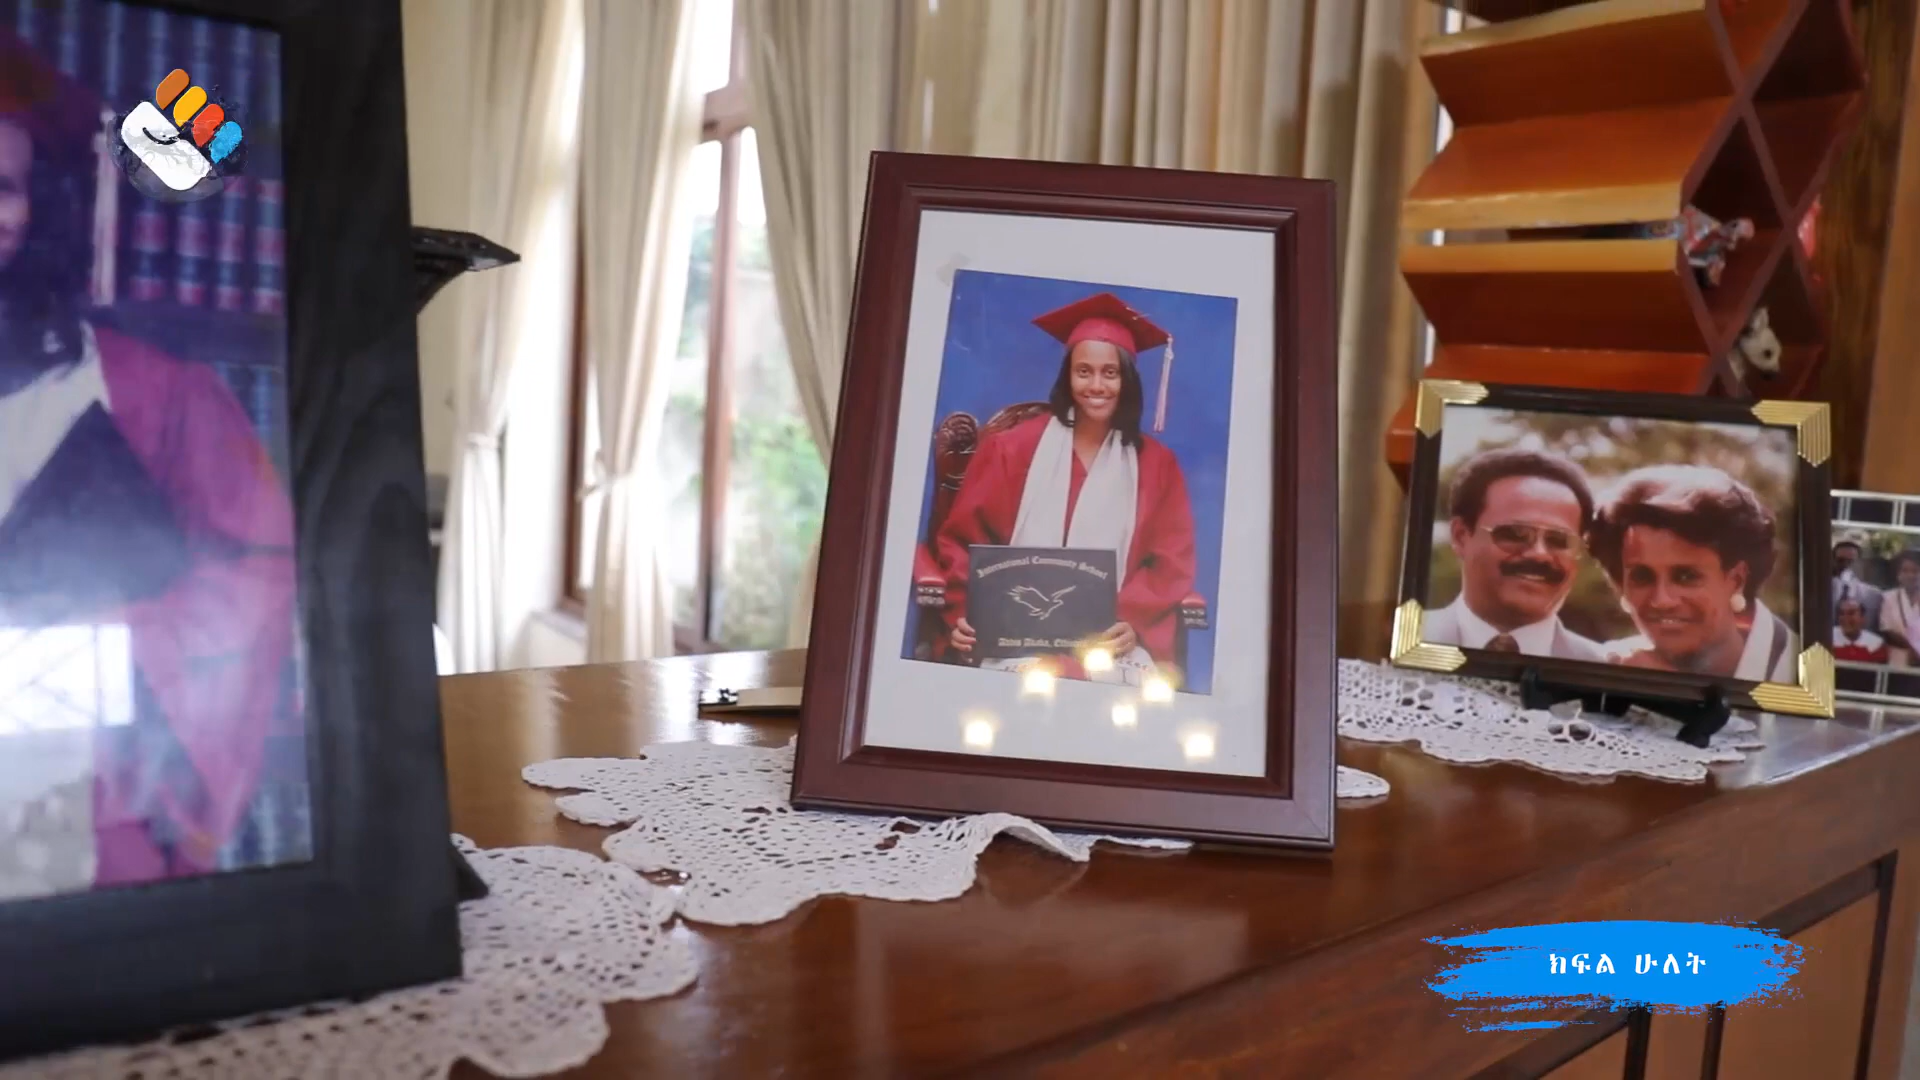 International Community School
Addis Ababa, Ethiopia
ክፍል ሁለት